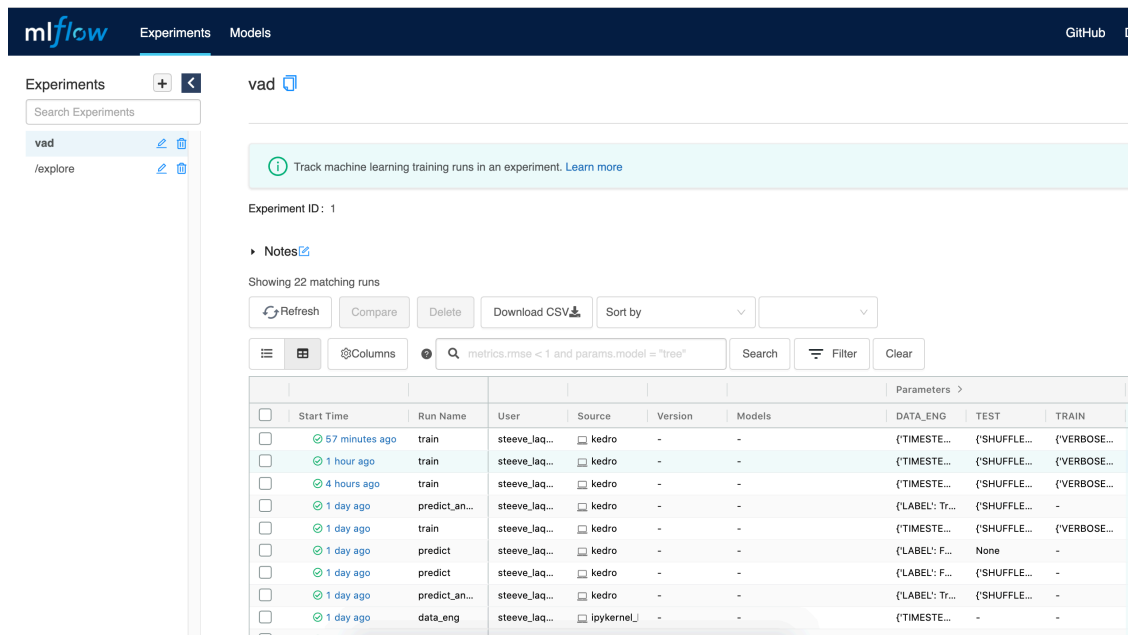 mlflow Experiments Models GitHub
Experiments + <
Search Experiments
vad
/explore
vad
Track machine learning training runs in an experiment. Learn more
Experiment ID: 1
Notes
Showing 22 matching runs
Refresh Compare Delete Download CSV Sort by
Columns ? metrics.rmse < 1 and params.model = "tree" Search Filter Clear
Parameters >
Start Time Run Name User Source Version Models DATA_ENG TEST TRAIN
57 minutes ago train steeve_laq... kedro - - {'TIMESTE... {'SHUFFLE... {'VERBOSE...
1 hour ago train steeve_laq... kedro - - {'TIMESTE... {'SHUFFLE... {'VERBOSE...
4 hours ago train steeve_laq... kedro - - {'TIMESTE... {'SHUFFLE... {'VERBOSE...
1 day ago predict_an... steeve_laq... kedro - - {'LABEL': Tr... {'SHUFFLE... -
1 day ago train steeve_laq... kedro - - {'TIMESTE... {'SHUFFLE... {'VERBOSE...
1 day ago predict steeve_laq... kedro - - {'LABEL': F... None -
1 day ago predict steeve_laq... kedro - - {'LABEL': F... {'SHUFFLE... -
1 day ago predict_an... steeve_laq... kedro - - {'LABEL': Tr... {'SHUFFLE... -
1 day ago data_eng steeve_laq... ipykernel_ - - {'TIMESTE... - -